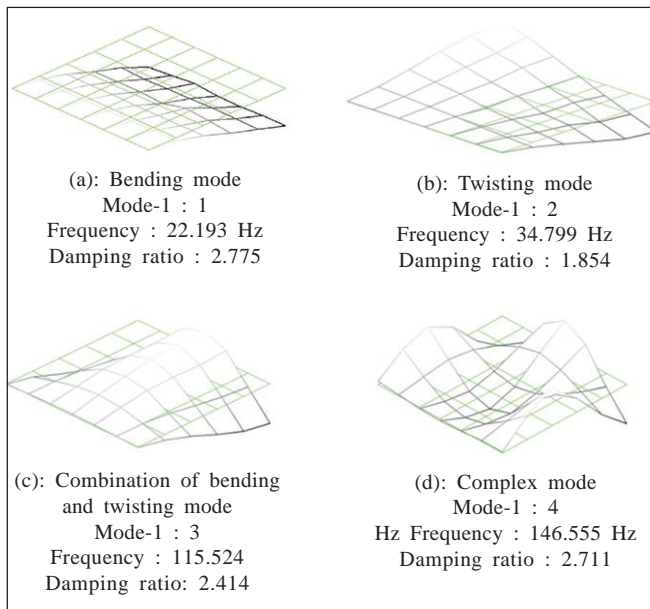 (a): Bending mode
Mode-1 : 1
Frequency : 22.193 Hz
Damping ratio : 2.775
(b): Twisting mode
Mode-1 : 2
Frequency : 34.799 Hz
Damping ratio : 1.854
(c): Combination of bending
and twisting mode
Mode-1 : 3
Frequency : 115.524
Damping ratio: 2.414
(d): Complex mode
Mode-1 : 4
Hz Frequency : 146.555 Hz
Damping ratio : 2.711